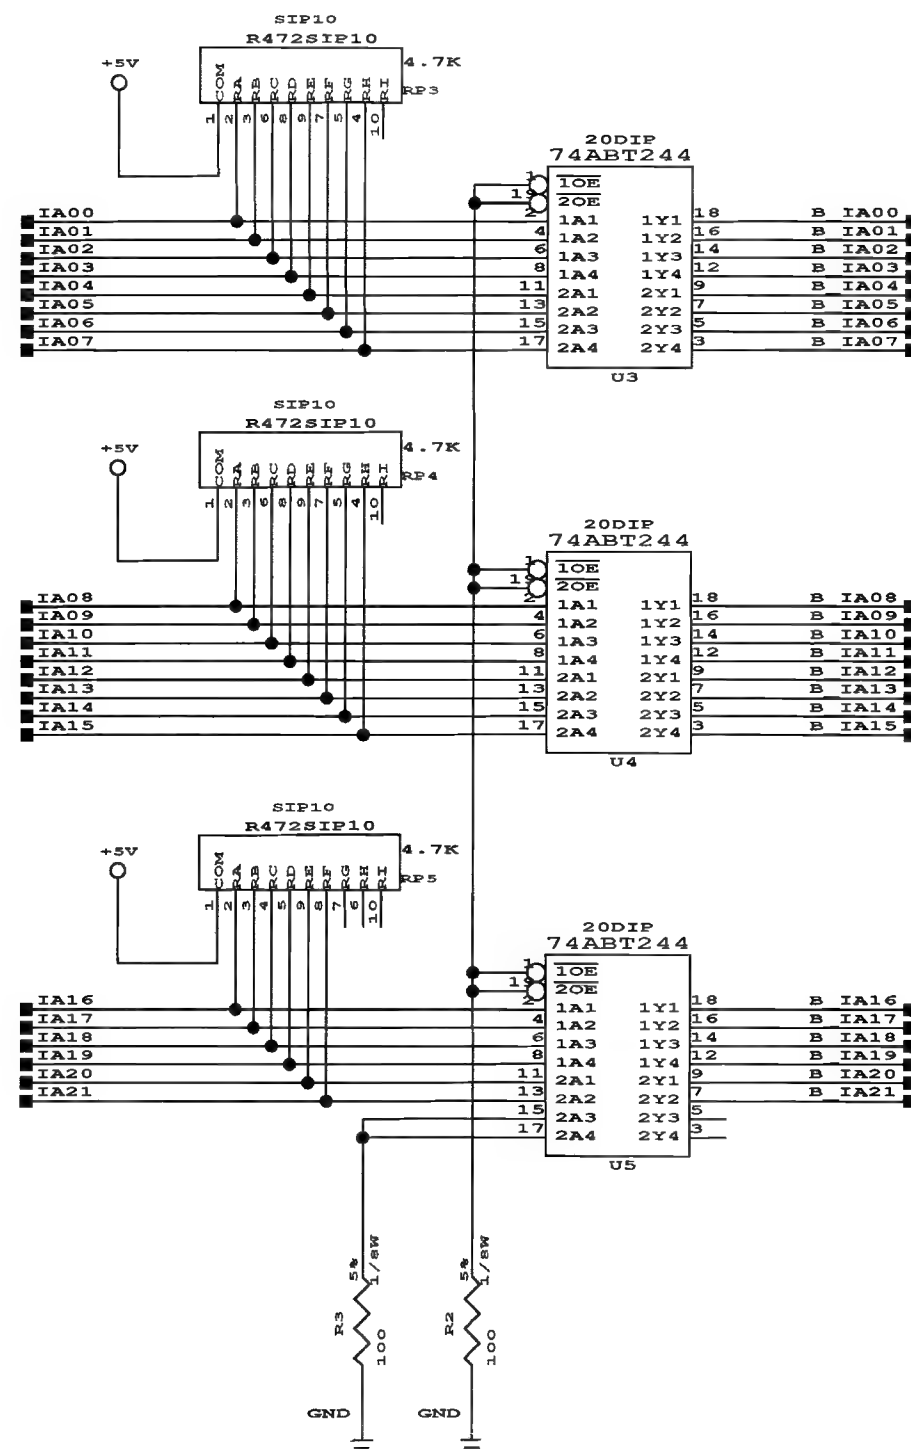 SIP10
R472SIP10
+5V
4.7K
COM RA RB RC RD RE RF RG RH RI
RP3
1 2 3 6 8 9 7 5 4 10
20DIP
74ABT244
1 1OE
19 2OE
IA00 2 1A1 1Y1 18 B IA00
IA01 4 1A2 1Y2 16 B IA01
IA02 6 1A3 1Y3 14 B IA02
IA03 8 1A4 1Y4 12 B IA03
IA04 11 2A1 2Y1 9 B IA04
IA05 13 2A2 2Y2 7 B IA05
IA06 15 2A3 2Y3 5 B IA06
IA07 17 2A4 2Y4 3 B IA07
U3
SIP10
R472SIP10
+5V
4.7K
COM RA RB RC RD RE RF RG RH RI
RP4
1 2 3 6 8 9 7 5 4 10
20DIP
74ABT244
1 1OE
19 2OE
IA08 2 1A1 1Y1 18 B IA08
IA09 4 1A2 1Y2 16 B IA09
IA10 6 1A3 1Y3 14 B IA10
IA11 8 1A4 1Y4 12 B IA11
IA12 11 2A1 2Y1 9 B IA12
IA13 13 2A2 2Y2 7 B IA13
IA14 15 2A3 2Y3 5 B IA14
IA15 17 2A4 2Y4 3 B IA15
U4
SIP10
R472SIP10
+5V
4.7K
COM RA RB RC RD RE RF RG RH RI
RP5
1 2 3 4 5 9 8 7 6 10
20DIP
74ABT244
1 1OE
19 2OE
IA16 2 1A1 1Y1 18 B IA16
IA17 4 1A2 1Y2 16 B IA17
IA18 6 1A3 1Y3 14 B IA18
IA19 8 1A4 1Y4 12 B IA19
IA20 11 2A1 2Y1 9 B IA20
IA21 13 2A2 2Y2 7 B IA21
15 2A3 2Y3 5
17 2A4 2Y4 3
U5
5% 1/8W
R3
100
5% 1/8W
R2
100
GND
GND